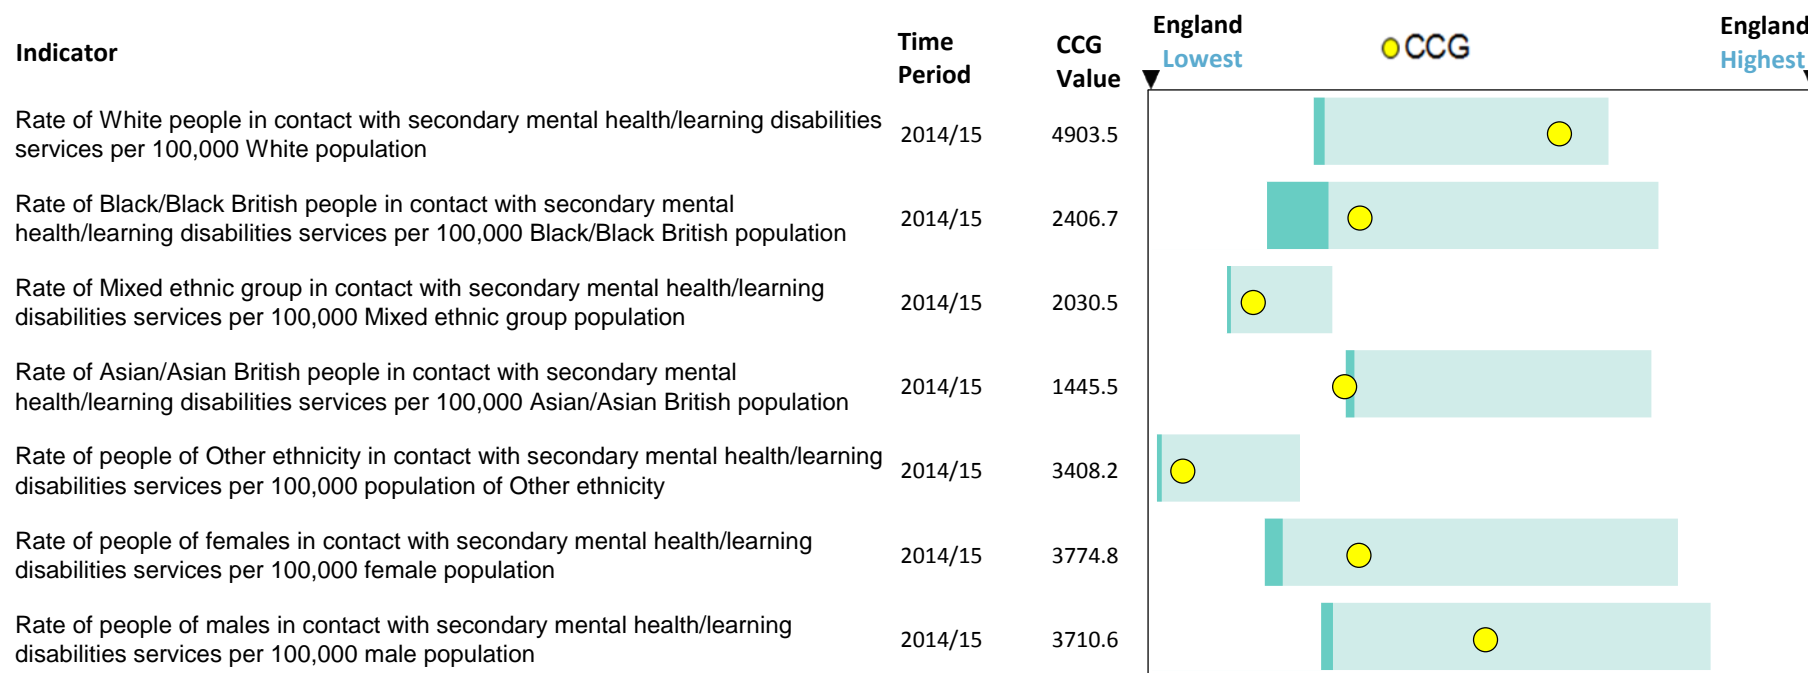 Indicator
Time
Period
CCG
Value
England
Lowest
CCG
England
Highest
Rate of White people in contact with secondary mental health/learning disabilities
services per 100,000 White population
2014/15
4903.5
Rate of Black/Black British people in contact with secondary mental
health/learning disabilities services per 100,000 Black/Black British population
2014/15
2406.7
Rate of Mixed ethnic group in contact with secondary mental health/learning
disabilities services per 100,000 Mixed ethnic group population
2014/15
2030.5
Rate of Asian/Asian British people in contact with secondary mental
health/learning disabilities services per 100,000 Asian/Asian British population
2014/15
1445.5
Rate of people of Other ethnicity in contact with secondary mental health/learning
disabilities services per 100,000 population of Other ethnicity
2014/15
3408.2
Rate of people of females in contact with secondary mental health/learning
disabilities services per 100,000 female population
2014/15
3774.8
Rate of people of males in contact with secondary mental health/learning
disabilities services per 100,000 male population
2014/15
3710.6